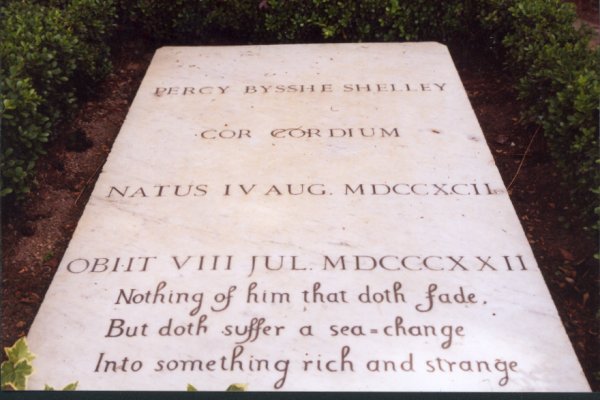 PERCY BYSSHE SHELLEY
COR CORDIUM
NATUS IV AUG. MDCCXCII
OBIIT VIII JUL. MDCCCXXII
Nothing of him that doth fade,
But doth suffer a sea-change
Into something rich and strange